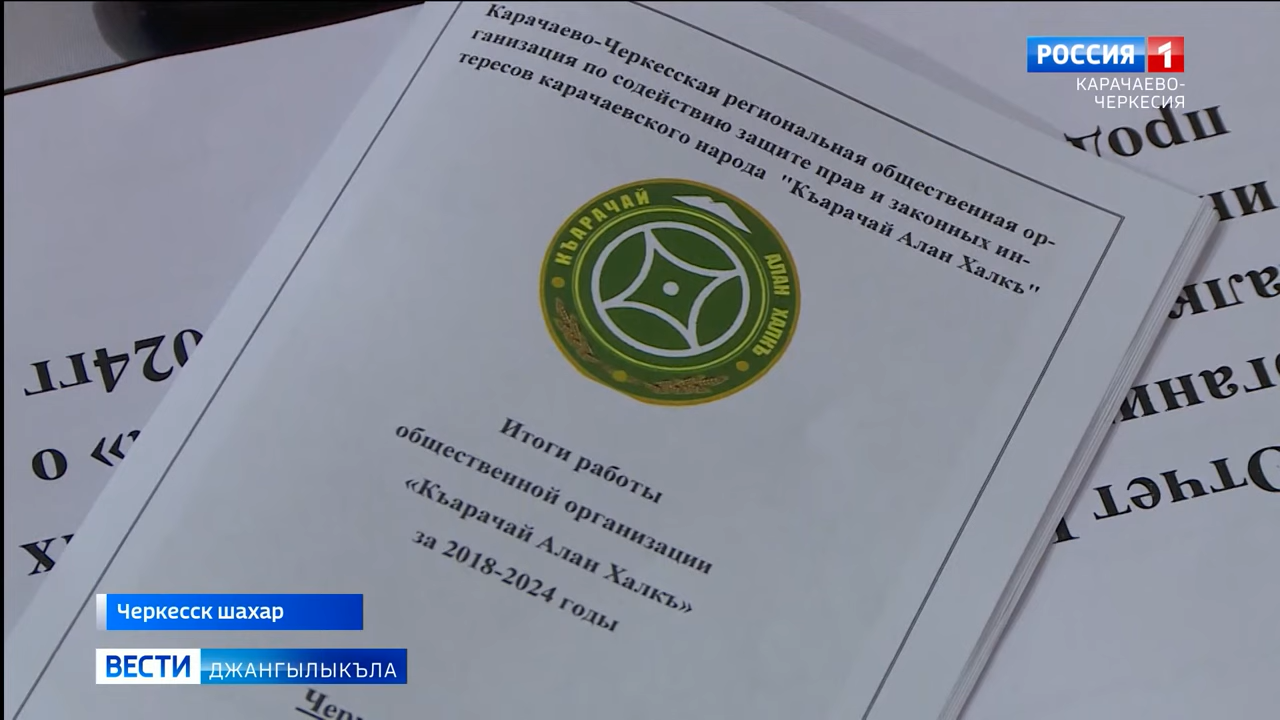 Карачаево-Черкесская региональная общественная ор-
ганизация по содействию защите прав и законных ин-
тересов карачаевского народа "Къарачай Алан Халкъ"
КЪАРАЧАЙ АЛАН ХАЛКЪ
Итоги работы
общественной организации
«Къарачай Алан Халкъ»
за 2018-2024 годы
РОССИЯ 1
КАРАЧАЕВО-
ЧЕРКЕСИЯ
Отчет
» о
Черкесск шахар
ВЕСТИ ДЖАНГЫЛЫКЪЛА